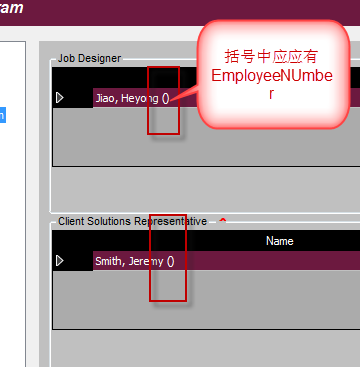 ram
Job Designer
括号中应应有
EmployeeNUmbe
r
Jiao, Heyong ()
n
Client Solutions Representative
Name
Smith, Jeremy ()